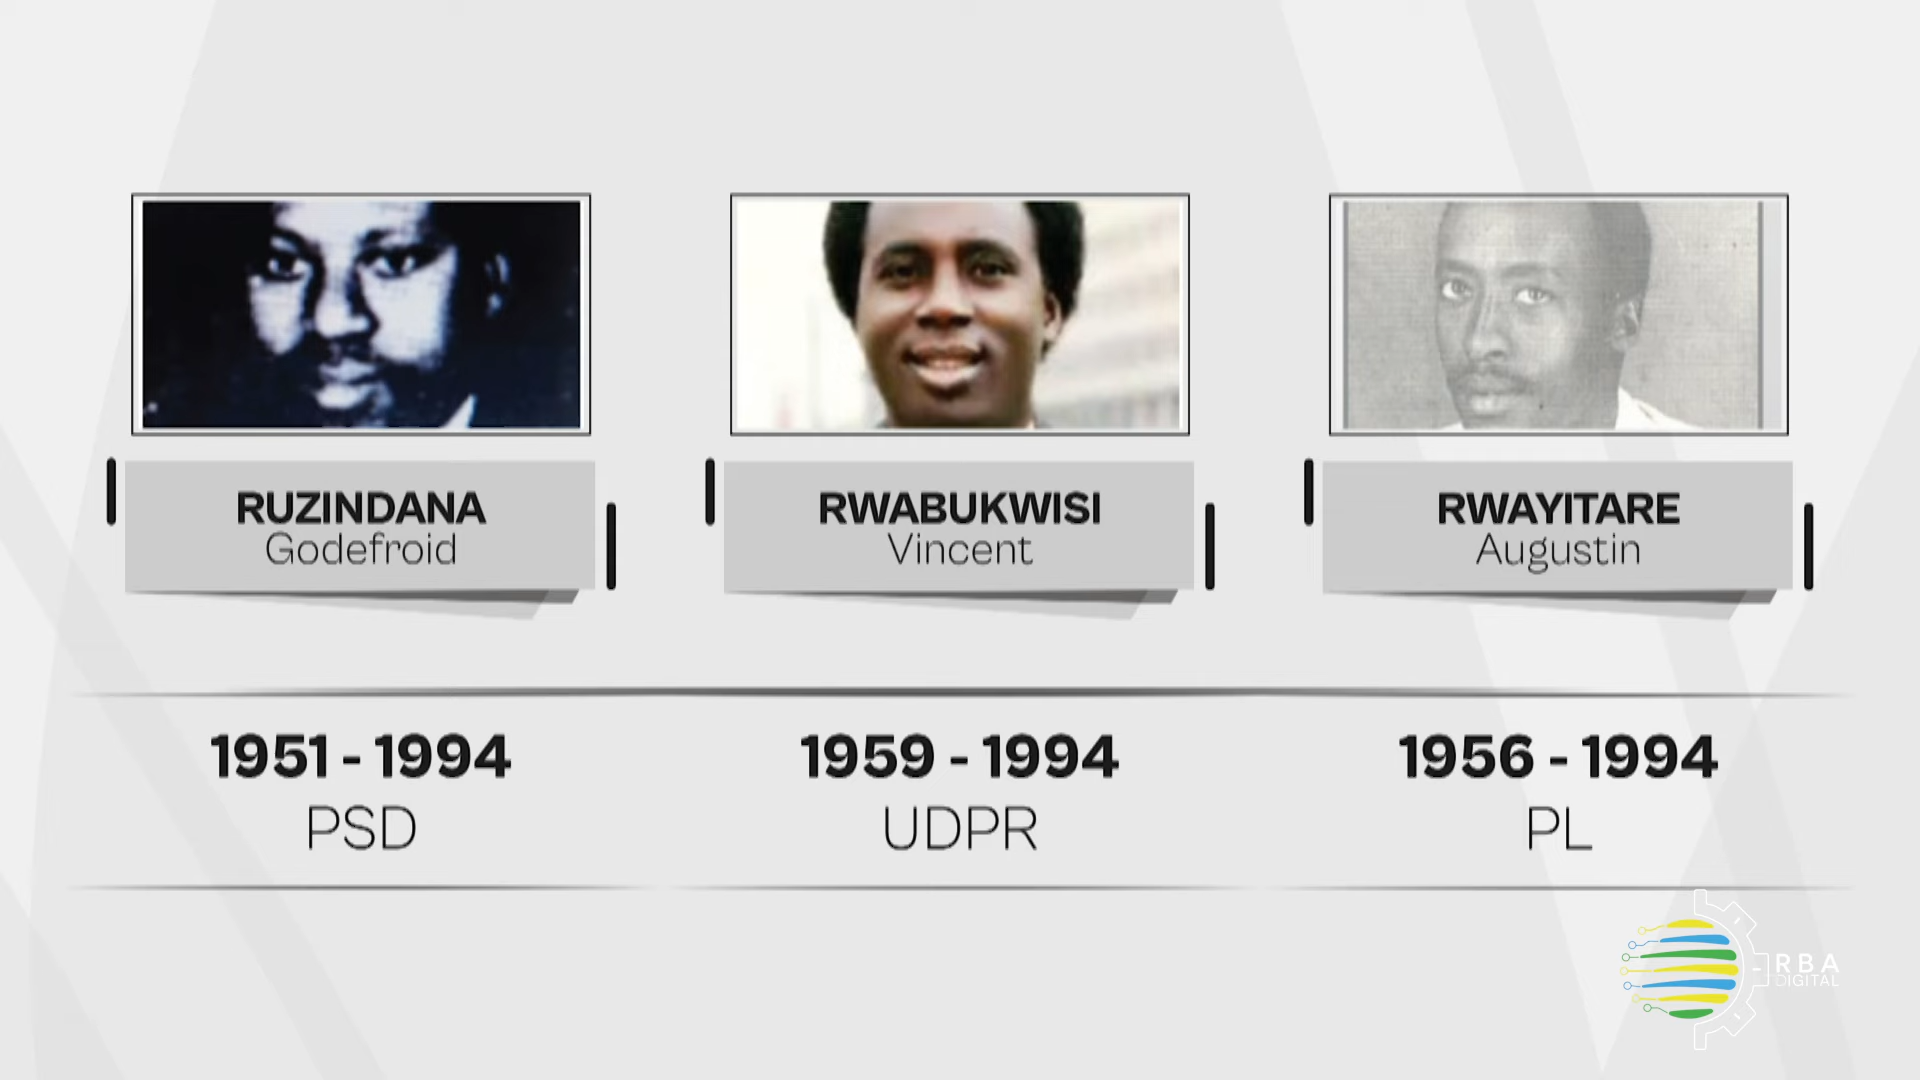 RUZINDANA
Godefroid
RWABUKWISI
Vincent
RWAYITARE
Augustin
1951 - 1994
PSD
1959 - 1994
UDPR
1956 - 1994
PL
RBA
DIGITAL